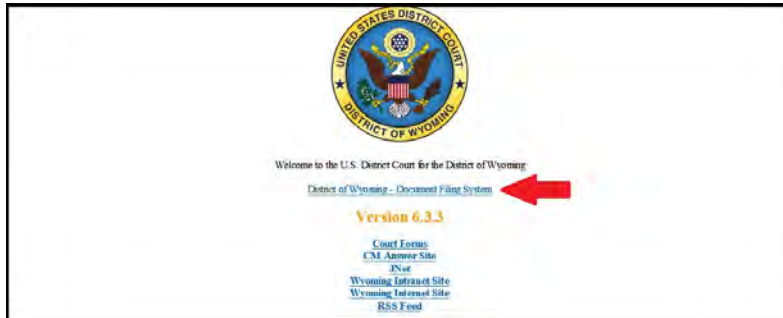 UNITED STATES DISTRICT COURT
DISTRICT OF WYOMING
Welcome to the U.S. District Court for the District of Wyoming
District of Wyoming - Document Filing System
Version 6.3.3
Court Forms
CM Answer Site
JNet
Wyoming Intranet Site
Wyoming Internet Site
RSS Feed